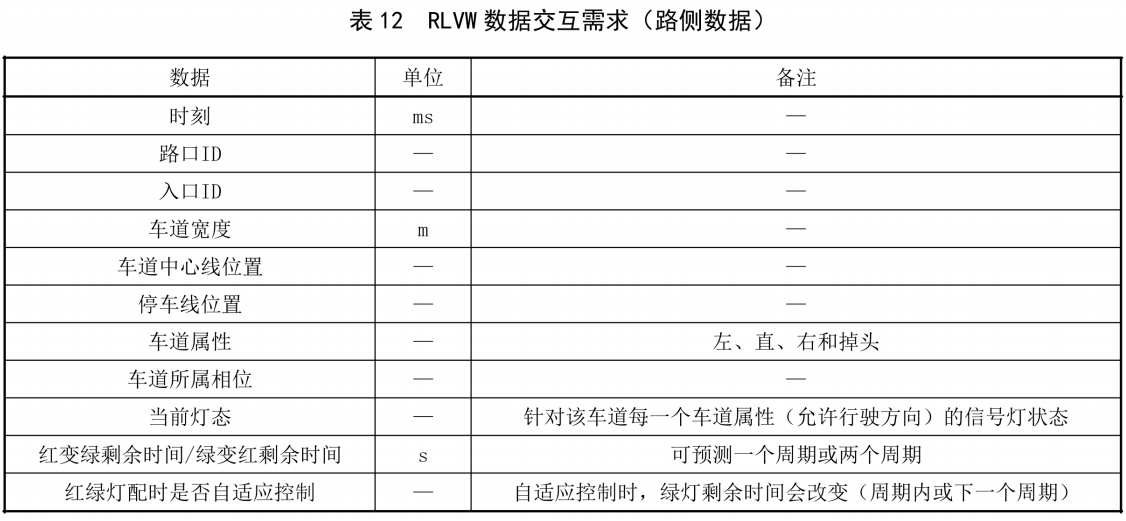 表 12 RLVW 数据交互需求（路侧数据）
数据 单位 备注
时刻 ms —
路口ID — —
入口ID — —
车道宽度 m —
车道中心线位置 — —
停车线位置 — —
车道属性 — 左、直、右和掉头
车道所属相位 — —
当前灯态 — 针对该车道每一个车道属性（允许行驶方向）的信号灯状态
红变绿剩余时间/绿变红剩余时间 s 可预测一个周期或两个周期
红绿灯配时是否自适应控制 — 自适应控制时，绿灯剩余时间会改变（周期内或下一个周期）